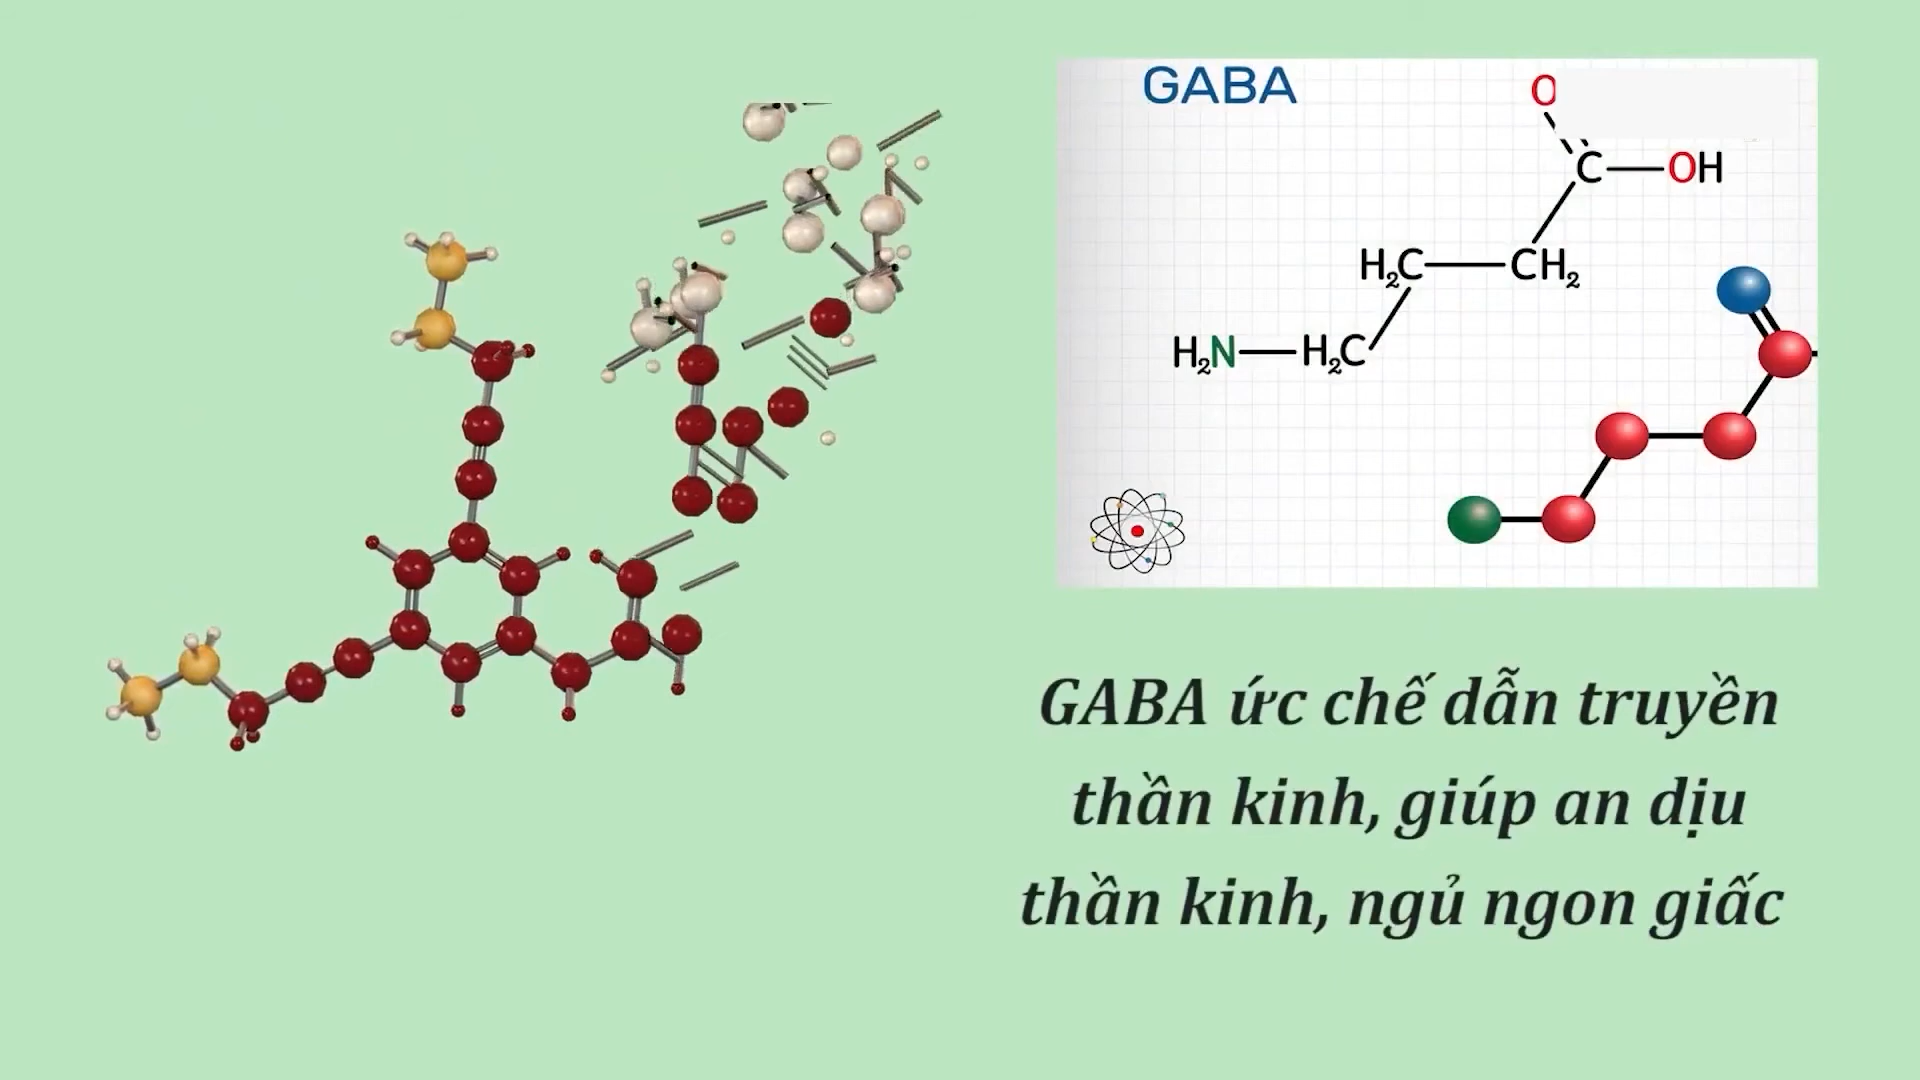 GABA
O
C—OH
H₂C—CH₂
H₂N—H₂C
GABA ức chế dẫn truyền
thần kinh, giúp an dịu
thần kinh, ngủ ngon giấc